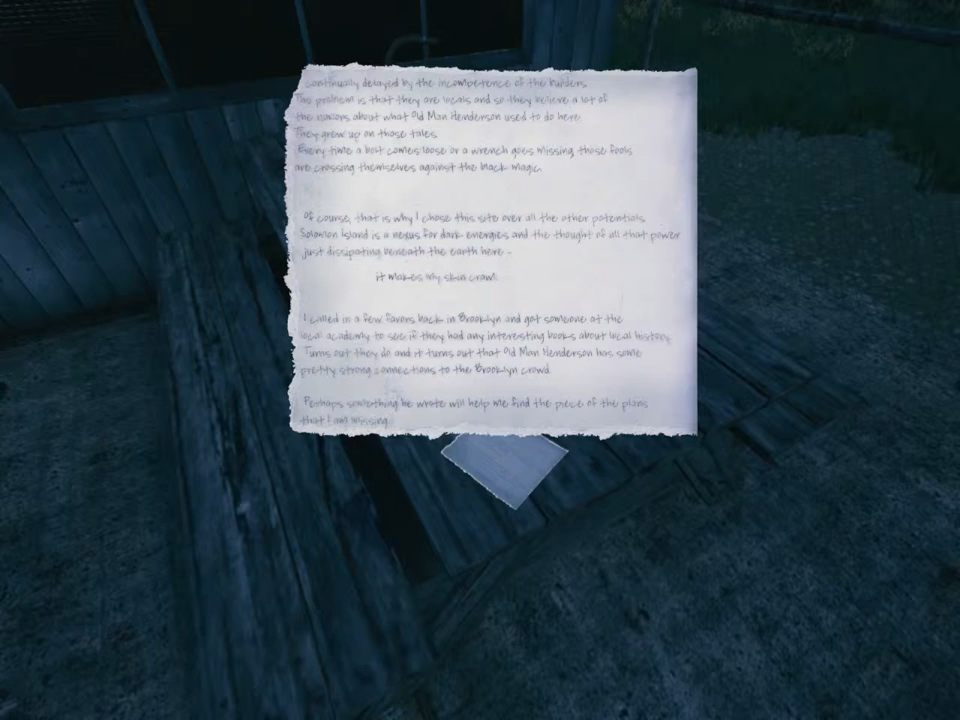 continually delayed by the incompetence of the builders.
The problem is that they are locals and so they believe a lot of
the rumors about what Old Man Henderson used to do here.
They grew up on those tales.
Every time a bolt comes loose or a wrench goes missing those fools
are crossing themselves against the black magic.
Of course, that is why I chose this site over all the other potentials.
Solomon Island is a nexus for dark energies and the thought of all that power
just dissipating beneath the earth here -
it makes my skin crawl.
I called in a few favors back in Brooklyn and got someone at the
local academy to see if they had any interesting books about local history.
Turns out they do and it turns out that Old Man Henderson has some
pretty strong connections to the Brooklyn crowd.
Perhaps something he wrote will help me find the piece of the plans
that I am missing.